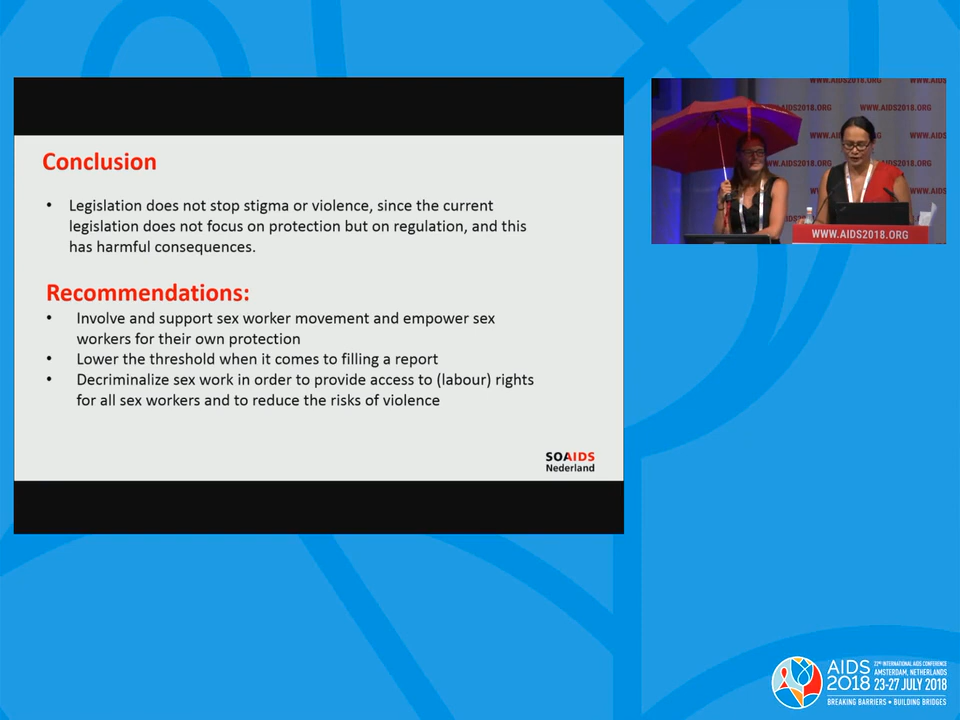 Conclusion
• Legislation does not stop stigma or violence, since the current
legislation does not focus on protection but on regulation, and this
has harmful consequences.
Recommendations:
• Involve and support sex worker movement and empower sex
workers for their own protection
• Lower the threshold when it comes to filling a report
• Decriminalize sex work in order to provide access to (labour) rights
for all sex workers and to reduce the risks of violence
SOAIDS
Nederland
WWW.AIDS2018.ORG
WWW.AIDS2018.ORG
WWW.AIDS2018.ORG
WWW.AIDS2018.ORG
AIDS
2018
22ND INTERNATIONAL AIDS CONFERENCE
AMSTERDAM, NETHERLANDS
23-27 JULY 2018
BREAKING BARRIERS • BUILDING BRIDGES